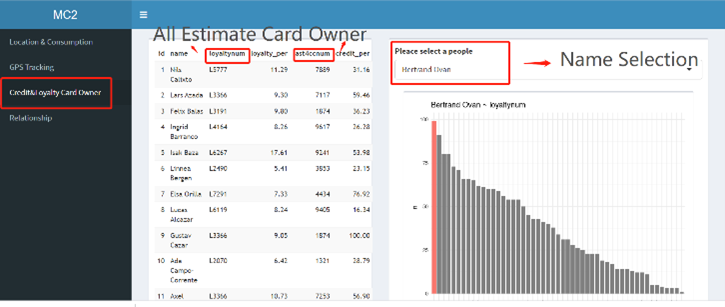 MC2
Location & Consumption
GPS Tracking
Credit&Loyalty Card Owner
Relationship
All Estimate Card Owner
Id name loyaltynum loyalty_per last4ccnum credit_per
1 Nils Calixto L5777 11.29 7889 31.16
2 Lars Azada L3366 9.30 7117 59.46
3 Felix Balas L3191 9.80 1874 36.23
4 Ingrid Barranco L4164 8.26 9617 26.28
5 Isak Baza L6267 17.61 9241 53.98
6 Linnea Bergen L2490 5.41 3853 23.15
7 Elsa Orilla L7291 7.33 4434 76.92
8 Lucas Alcazar L6119 8.24 9405 16.34
9 Gustav Cazar L3366 9.05 1874 100.00
10 Ada Campo-Corrente L2070 6.42 1321 38.79
11 Axel L3366 10.73 7253 56.90
Please select a people
Bertrand Ovan
Name Selection
Bertrand Ovan ~ loyaltynum
100
75
50
25
0
n